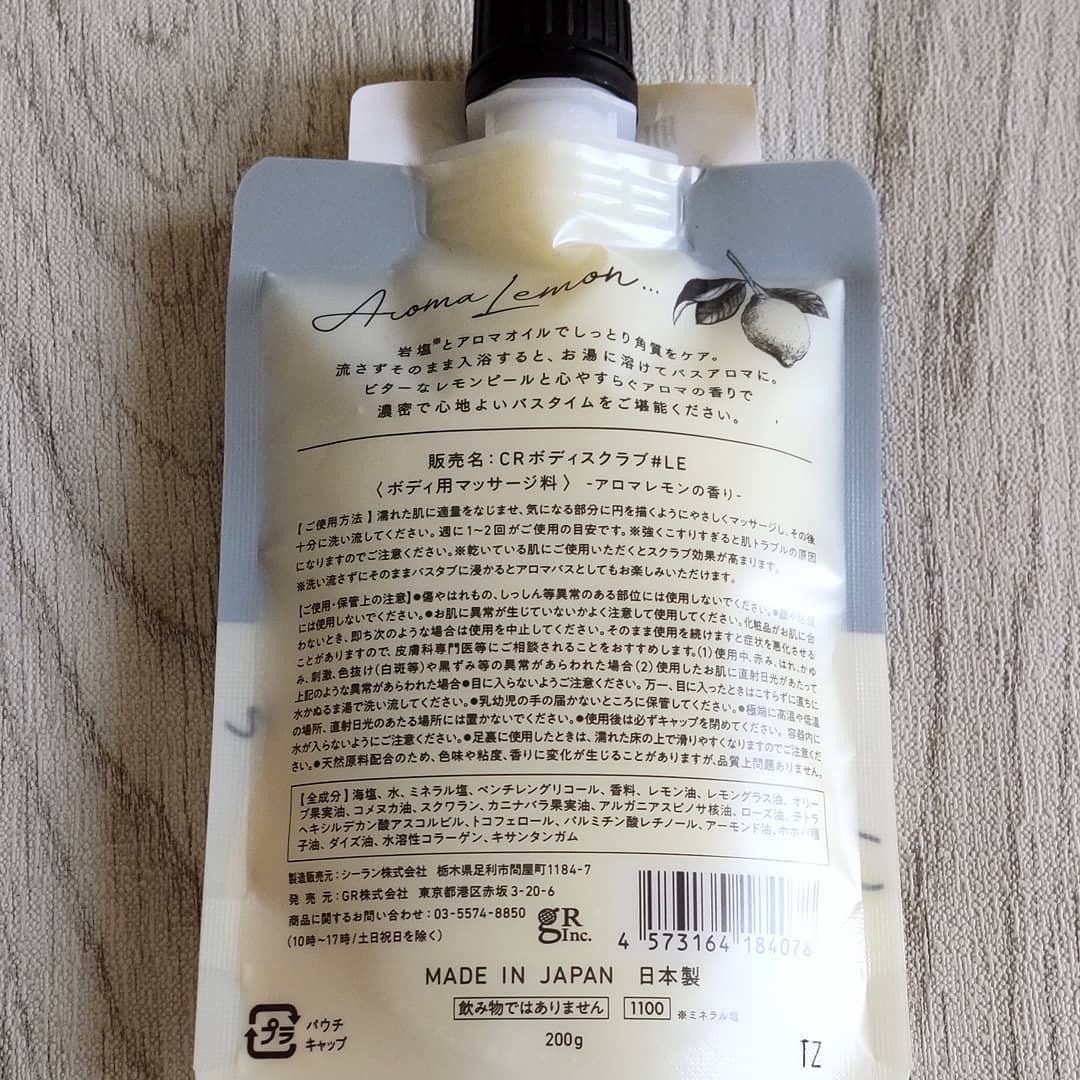 Aroma Lemon...
岩塩※とアロマオイルでしっとり角質をケア。
流さずそのまま入浴すると、お湯に溶けてバスアロマに。
ビターなレモンピールと心やすらぐアロマの香りで
濃密で心地よいバスタイムをご堪能ください。
販売名：CRボディスクラブ#LE
〈ボディ用マッサージ料〉 -アロマレモンの香り-
【ご使用方法】濡れた肌に適量をなじませ、気になる部分に円を描くようにやさしくマッサージし、その後
十分に洗い流してください。週に1〜2回がご使用の目安です。※強くこすりすぎると肌トラブルの原因
になりますのでご注意ください。※乾いている肌にご使用いただくとスクラブ効果が高まります。
※洗い流さずにそのままバスタブに浸かるとアロマバスとしてもお楽しみいただけます。
【ご使用・保管上の注意】●傷やはれもの、しっしん等異常のある部位には使用しないでください。●
には使用しないでください。●お肌に異常が生じていないかよく注意して使用してください。化粧品がお肌に合
わないとき、即ち次のような場合は使用を中止してください。そのまま使用を続けますと症状を悪化させる
ことがありますので、皮膚科専門医等にご相談されることをおすすめします。(1)使用中、赤み、はれ、かゆ
み、刺激、色抜け(白斑等)や黒ずみ等の異常があらわれた場合(2)使用したお肌に直射日光があたって
上記のような異常があらわれた場合●目に入らないようご注意ください。万一、目に入ったときはこすらずに直ちに
水かぬるま湯で洗い流してください。●乳幼児の手の届かないところに保管してください。●極端に高温や低温
の場所、直射日光のあたる場所には置かないでください。●使用後は必ずキャップを閉めてください。容器内に
水が入らないようにご注意ください。●足裏に使用したときは、濡れた床の上で滑りやすくなりますのでご注意くだ
さい。●天然原料配合のため、色味や粘度、香りに変化が生じることがありますが、品質上問題ありません。
【全成分】海塩、水、ミネラル塩、ペンチレングリコール、香料、レモン油、レモングラス油、オリー
ブ果実油、コメヌカ油、スクワラン、カニナバラ果実油、アルガニアスピノサ核油、ローズ油、テトラ
ヘキシルデカン酸アスコルビル、トコフェロール、パルミチン酸レチノール、アーモンド油、ホホバ種
子油、ダイズ油、水溶性コラーゲン、キサンタンガム
製造販売元：シーラン株式会社 栃木県足利市問屋町1184-7
発 売 元：GR株式会社 東京都港区赤坂3-20-6
商品に関するお問い合わせ：03-5574-8850
(10時〜17時/土日祝日を除く)
gR Inc.
4 573164 184078
MADE IN JAPAN 日本製
飲み物ではありません 1100 ※ミネラル塩
プラ パウチ
キャップ
200g